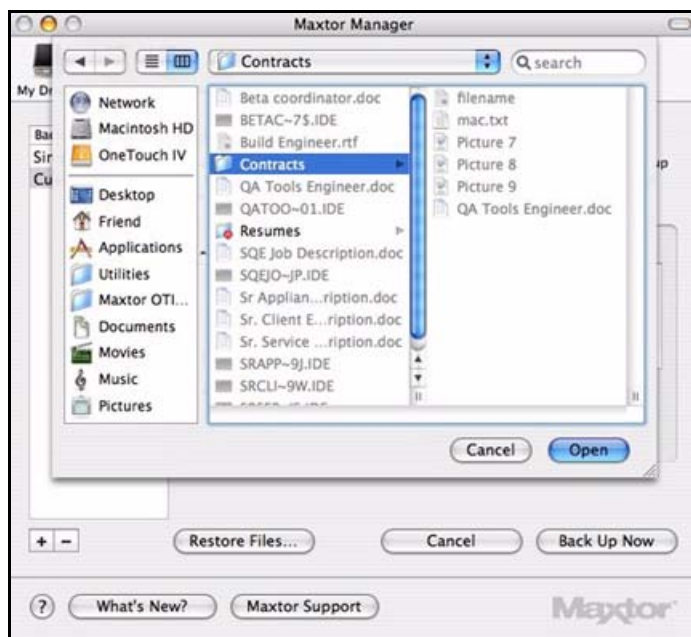 Maxtor Manager
Contracts
search
My Dr
Network
Macintosh HD
OneTouch IV
Desktop
Friend
Applications
Utilities
Maxtor OTI...
Documents
Movies
Music
Pictures
Beta coordinator.doc
BETAC~7$.IDE
Build Engineer.rtf
Contracts
QA Tools Engineer.doc
QATOO~01.IDE
Resumes
SQE Job Description.doc
SQEJO~JP.IDE
Sr Applian...ription.doc
Sr. Client E...ription.doc
Sr. Service ...ription.doc
SRAPP~9J.IDE
SRCLI~9W.IDE
filename
mac.txt
Picture 7
Picture 8
Picture 9
QA Tools Engineer.doc
Ba
Sir
Cu
up
Cancel
Open
+ −
Restore Files...
Cancel
Back Up Now
?
What's New?
Maxtor Support
Maxtor